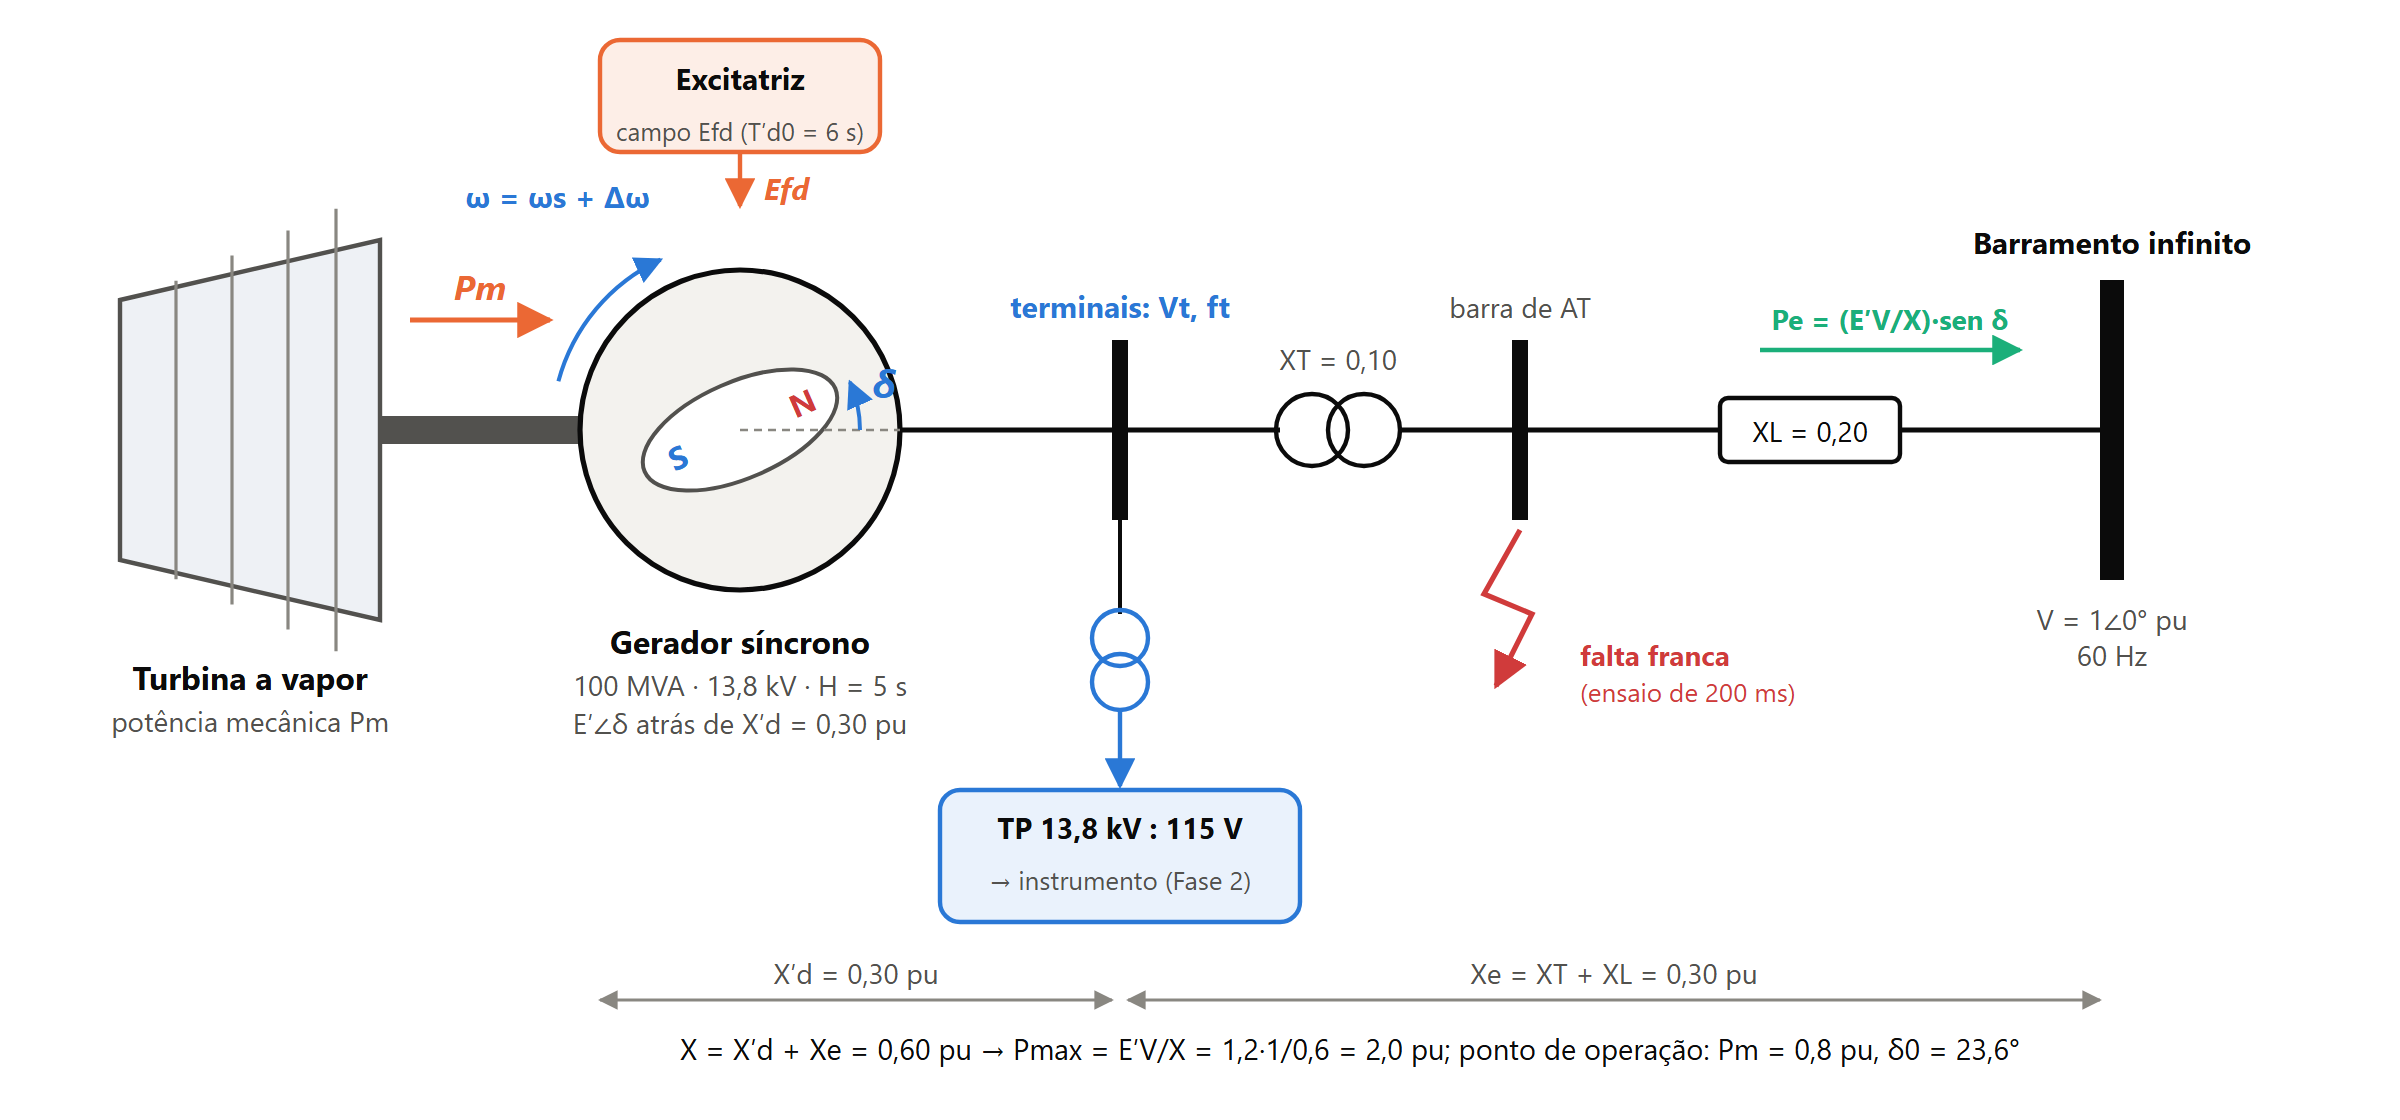 Excitatriz
campo Efd (T'd0 = 6 s)
Efd
ω = ωs + Δω
Pm
Barramento infinito
terminais: Vt, ft
barra de AT
Pe = (E'V/X)·sen δ
XT = 0,10
δ
N
S
XL = 0,20
V = 1∠0° pu
60 Hz
Gerador síncrono
100 MVA · 13,8 kV · H = 5 s
E'∠δ atrás de X'd = 0,30 pu
Turbina a vapor
potência mecânica Pm
falta franca
(ensaio de 200 ms)
TP 13,8 kV : 115 V
→ instrumento (Fase 2)
X'd = 0,30 pu
Xe = XT + XL = 0,30 pu
X = X'd + Xe = 0,60 pu → Pmax = E'V/X = 1,2·1/0,6 = 2,0 pu; ponto de operação: Pm = 0,8 pu, δ0 = 23,6°